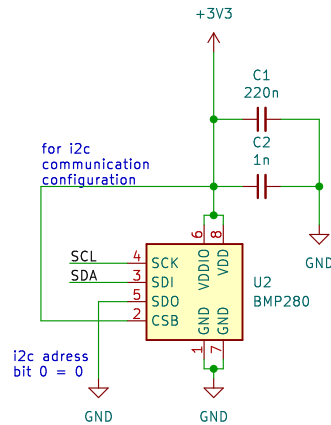 +3V3
C1
220n
C2
1n
for i2c
communication
configuration
GND
6
8
VDDIO
VDD
SCL
4
SCK
SDA
3
SDI
5
SDO
2
CSB
U2
BMP280
GND
GND
1
7
i2c adress
bit 0 = 0
GND
GND